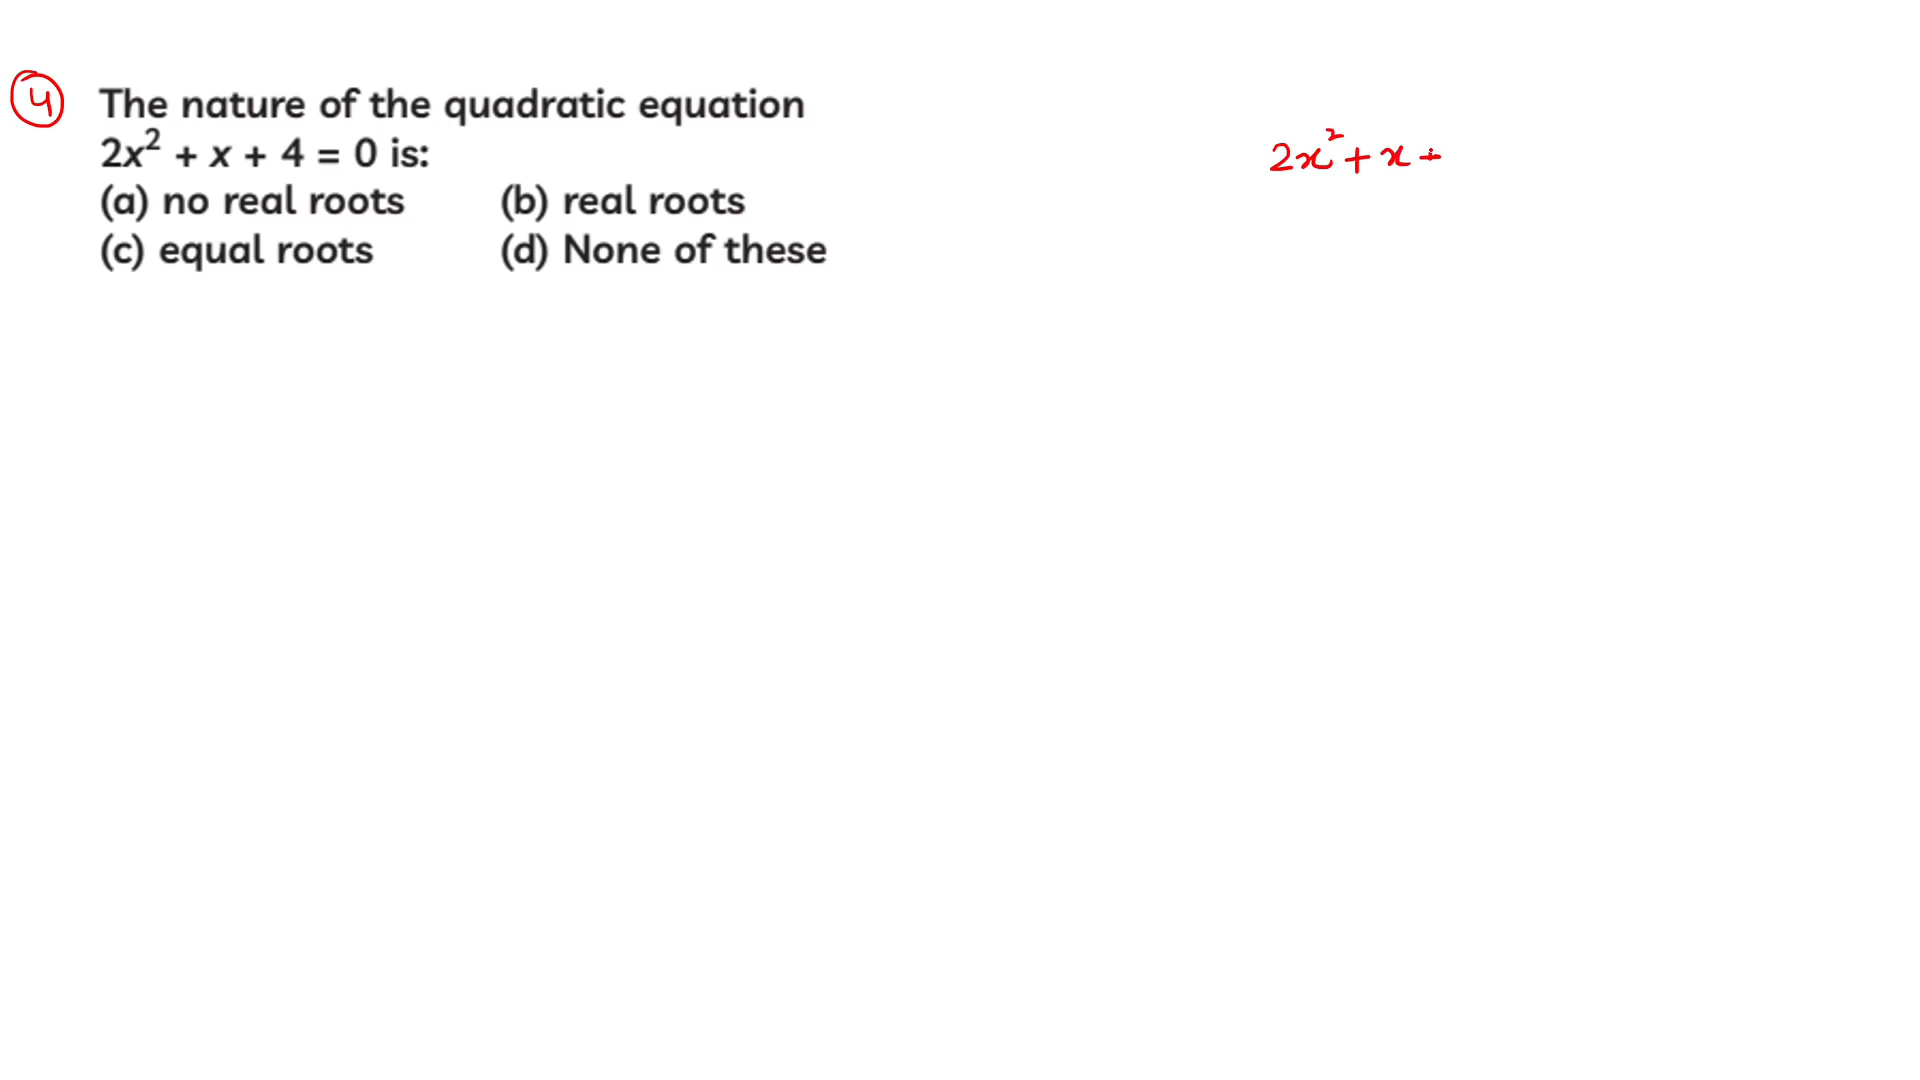 4 The nature of the quadratic equation
2x² + x + 4 = 0 is:
(a) no real roots (b) real roots
(c) equal roots (d) None of these
2x² + x +